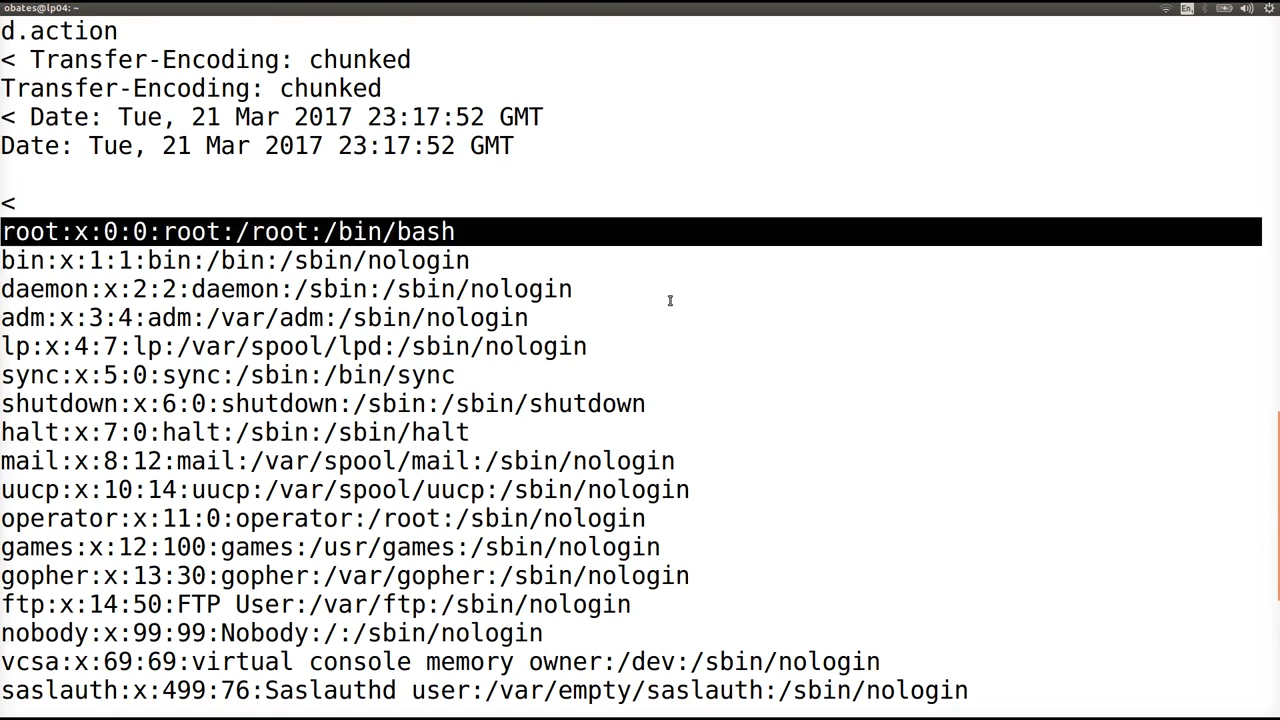 obates@lp04: ~
En
d.action
< Transfer-Encoding: chunked
Transfer-Encoding: chunked
< Date: Tue, 21 Mar 2017 23:17:52 GMT
Date: Tue, 21 Mar 2017 23:17:52 GMT
<
root:x:0:0:root:/root:/bin/bash
bin:x:1:1:bin:/bin:/sbin/nologin
daemon:x:2:2:daemon:/sbin:/sbin/nologin
adm:x:3:4:adm:/var/adm:/sbin/nologin
lp:x:4:7:lp:/var/spool/lpd:/sbin/nologin
sync:x:5:0:sync:/sbin:/bin/sync
shutdown:x:6:0:shutdown:/sbin:/sbin/shutdown
halt:x:7:0:halt:/sbin:/sbin/halt
mail:x:8:12:mail:/var/spool/mail:/sbin/nologin
uucp:x:10:14:uucp:/var/spool/uucp:/sbin/nologin
operator:x:11:0:operator:/root:/sbin/nologin
games:x:12:100:games:/usr/games:/sbin/nologin
gopher:x:13:30:gopher:/var/gopher:/sbin/nologin
ftp:x:14:50:FTP User:/var/ftp:/sbin/nologin
nobody:x:99:99:Nobody:/:/sbin/nologin
vcsa:x:69:69:virtual console memory owner:/dev:/sbin/nologin
saslauth:x:499:76:Saslauthd user:/var/empty/saslauth:/sbin/nologin